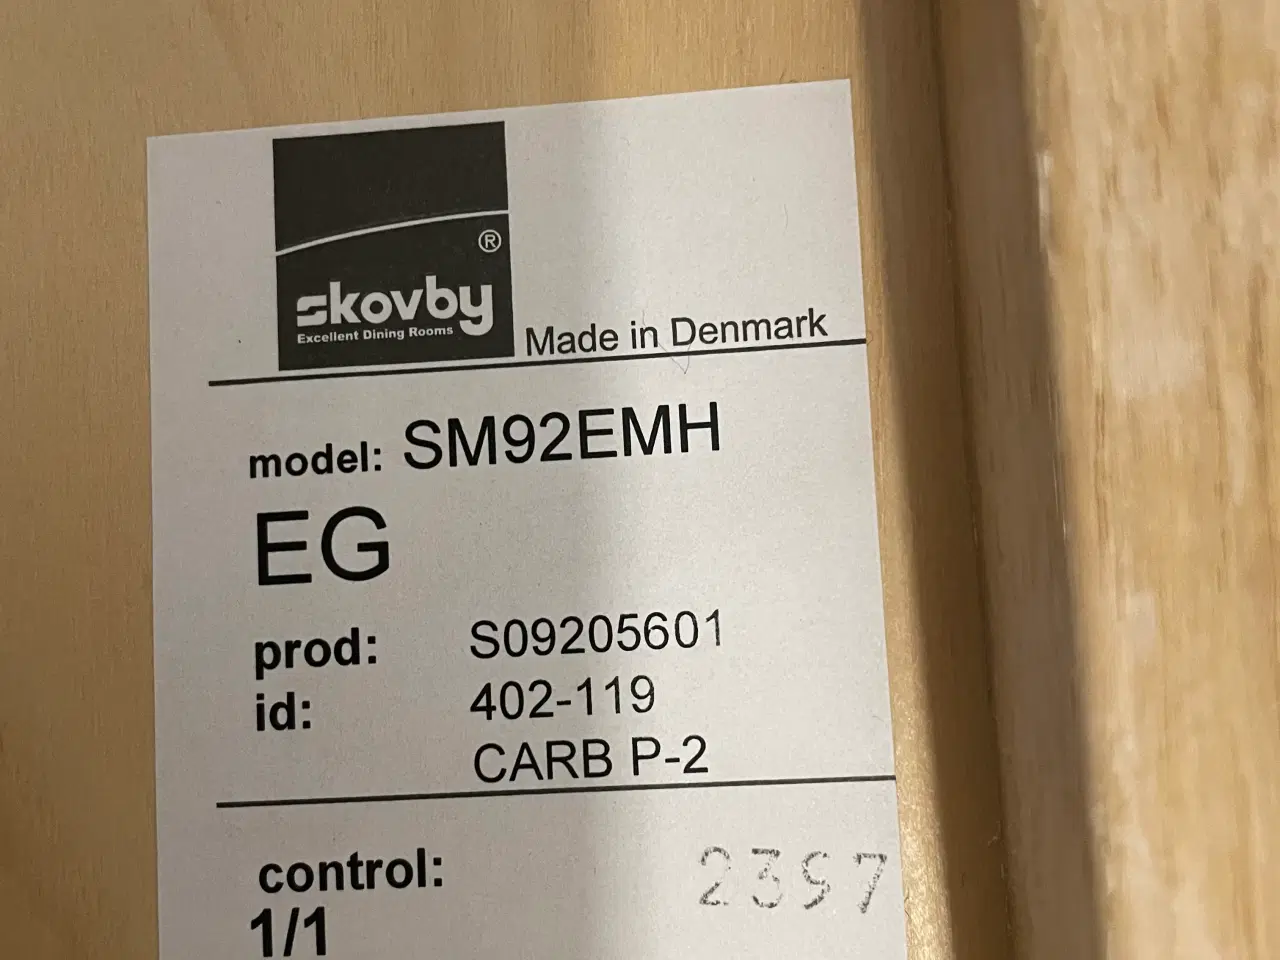 ®
skovby
Excellent Dining Rooms
Made in Denmark
model: SM92EMH
EG
prod: S09205601
id: 402-119
CARB P-2
control: 2397
1/1